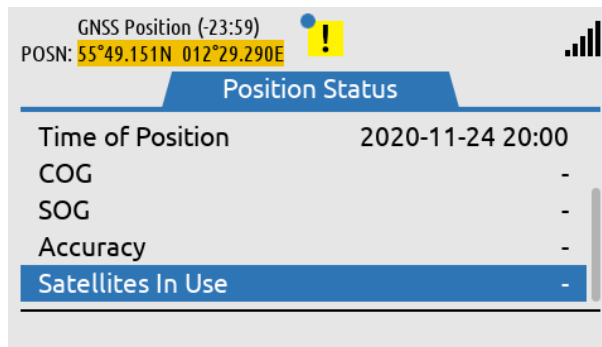 GNSS Position (-23:59)
POSN: 55°49.151N 012°29.290E
!
Position Status
Time of Position 2020-11-24 20:00
COG -
SOG -
Accuracy -
Satellites In Use -